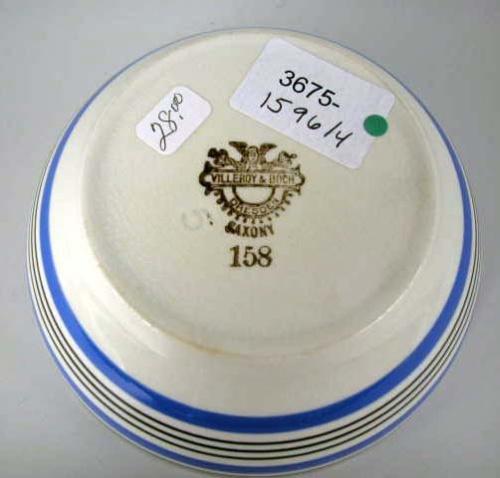 3675-
159614
28.00
VILLEROY & BOCH
DRESDEN
SAXONY
158